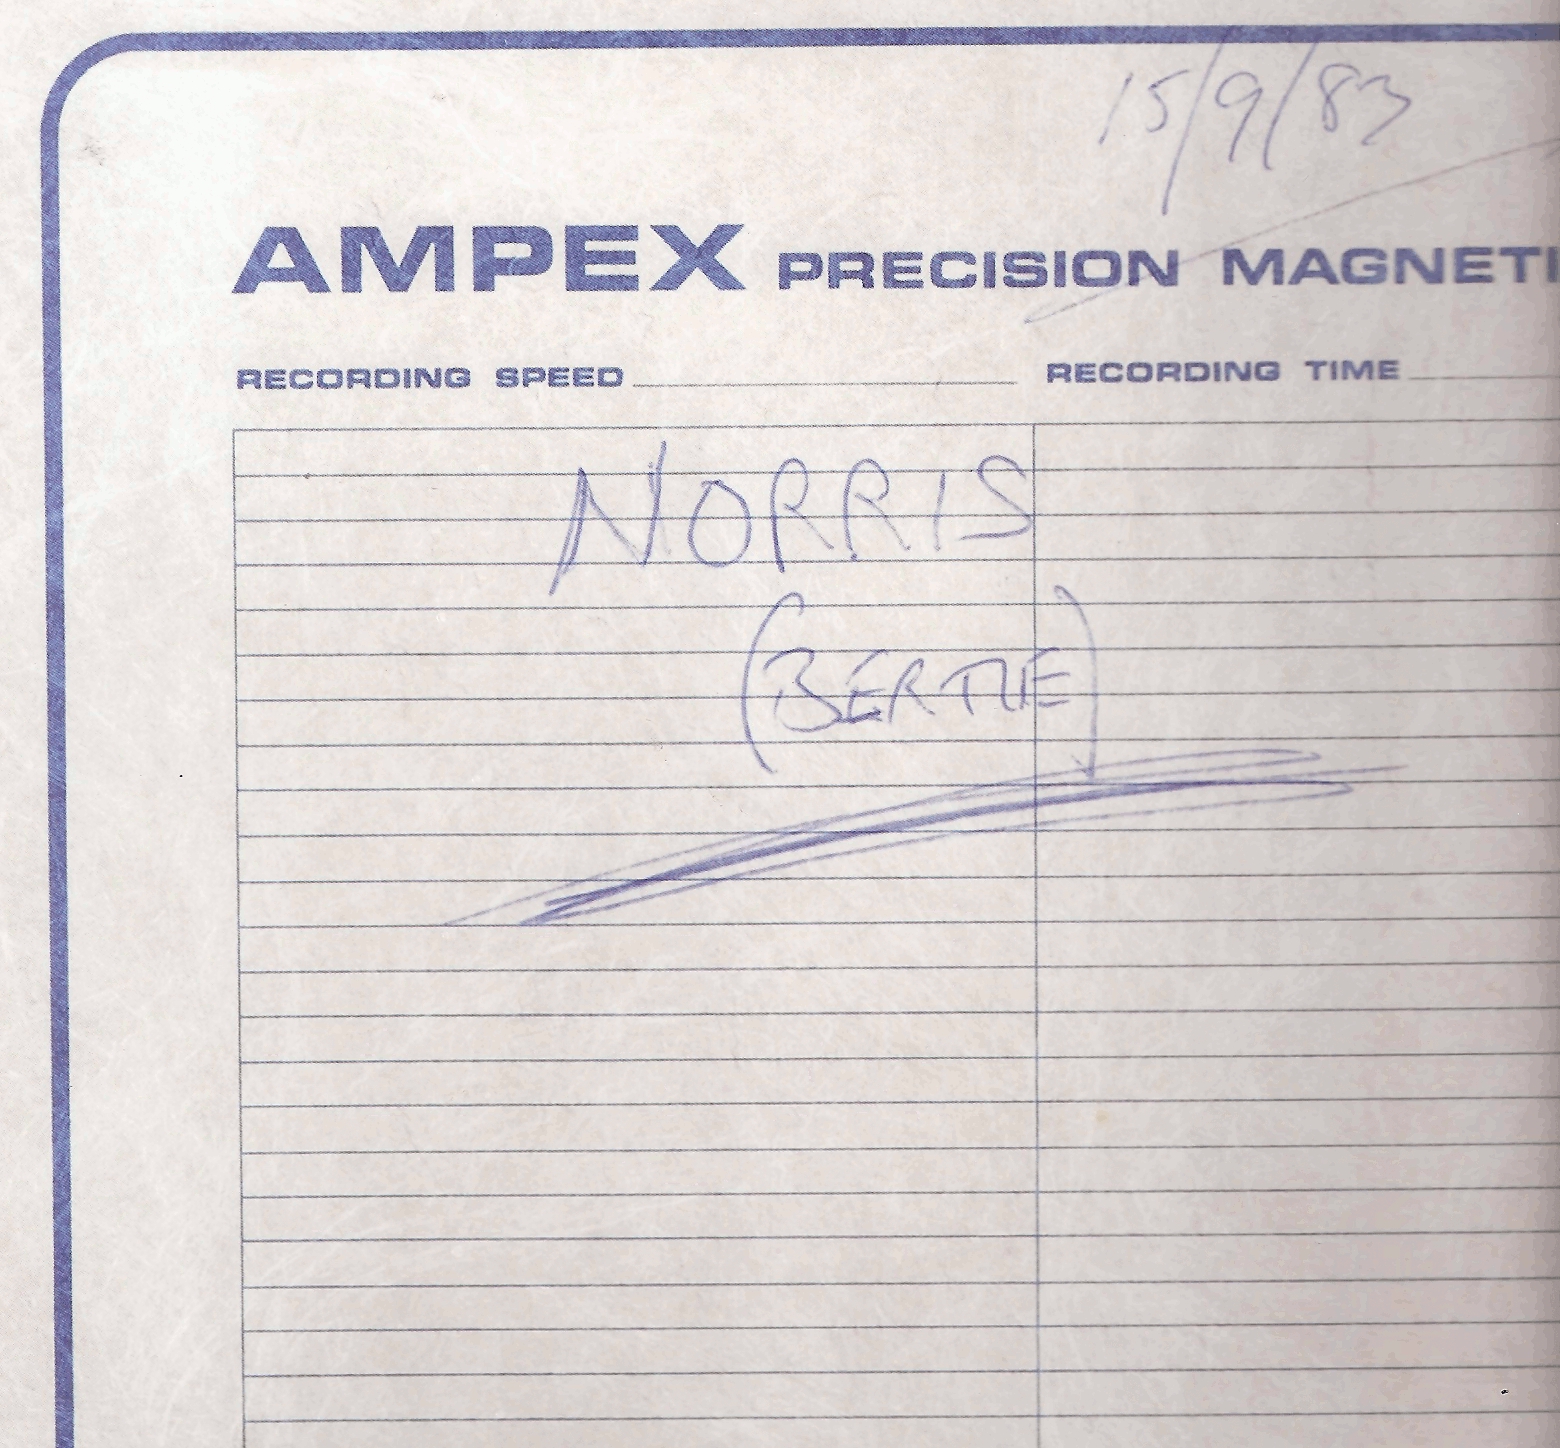 15/9/83
AMPEX PRECISION MAGNETI
RECORDING SPEED RECORDING TIME
NORRIS
(BERTIE)